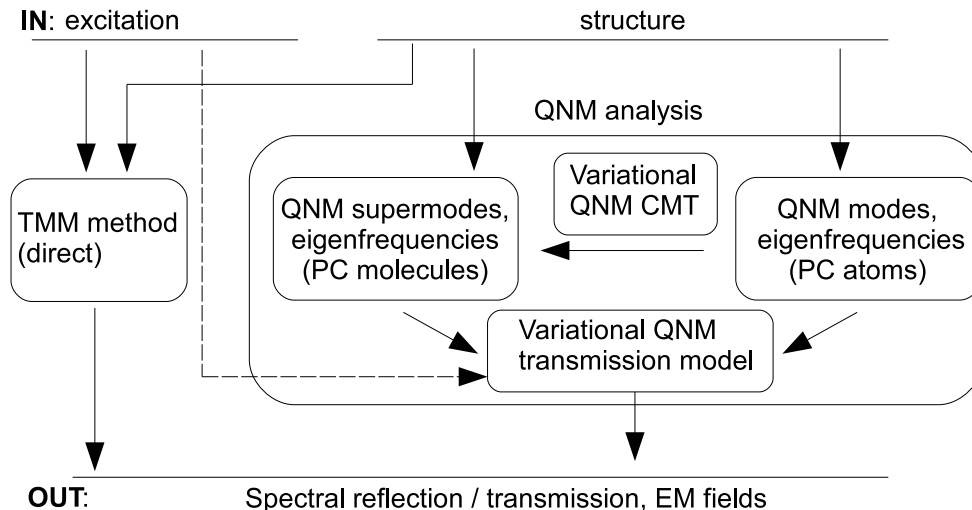 IN: excitation
structure
QNM analysis
TMM method
(direct)
QNM supermodes,
eigenfrequencies
(PC molecules)
Variational
QNM CMT
QNM modes,
eigenfrequencies
(PC atoms)
Variational QNM
transmission model
OUT: Spectral reflection / transmission, EM fields